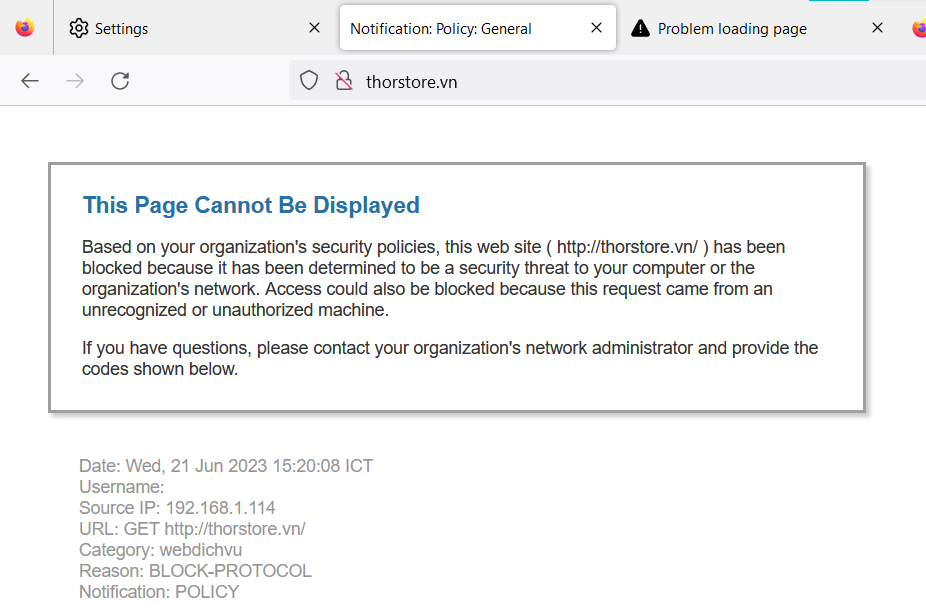 Settings
Notification: Policy: General
Problem loading page
thorstore.vn
This Page Cannot Be Displayed
Based on your organization's security policies, this web site ( http://thorstore.vn/ ) has been
blocked because it has been determined to be a security threat to your computer or the
organization's network. Access could also be blocked because this request came from an
unrecognized or unauthorized machine.
If you have questions, please contact your organization's network administrator and provide the
codes shown below.
Date: Wed, 21 Jun 2023 15:20:08 ICT
Username:
Source IP: 192.168.1.114
URL: GET http://thorstore.vn/
Category: webdichvu
Reason: BLOCK-PROTOCOL
Notification: POLICY